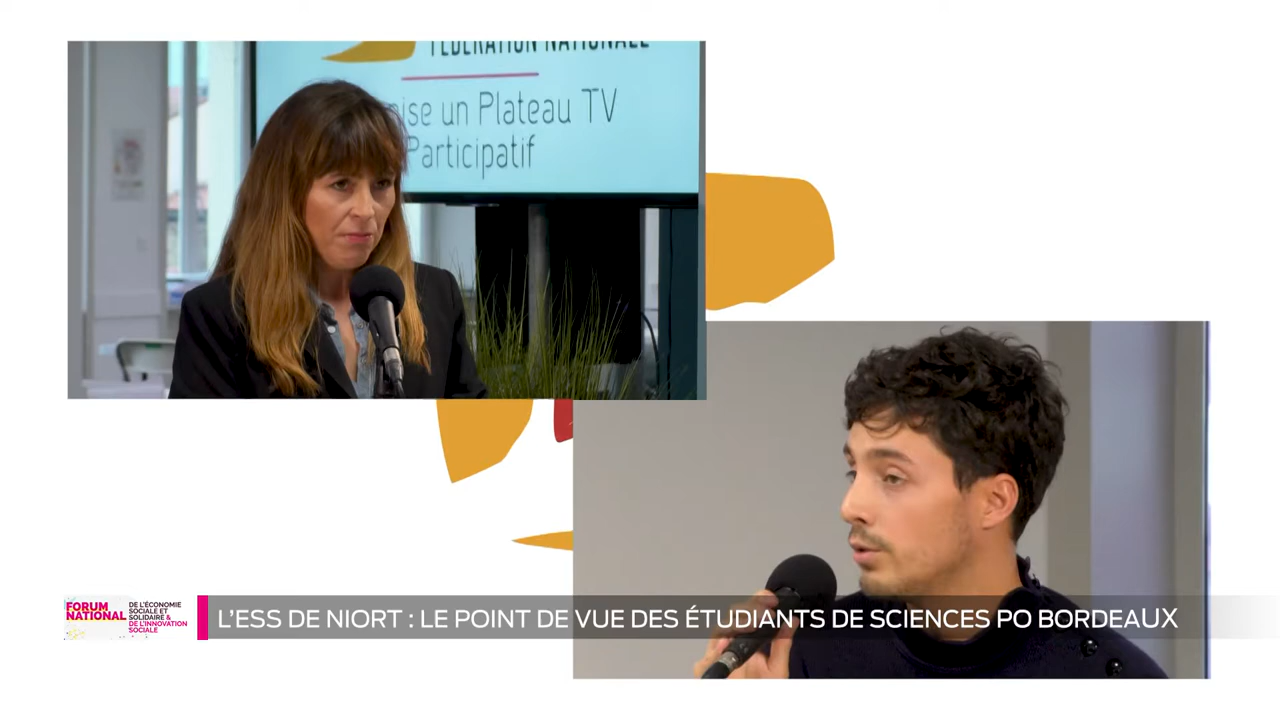 FÉDÉRATION NATIONALE
un Plateau TV
Participatif
FORUM
NATIONAL
DE L'ÉCONOMIE
SOCIALE ET
SOLIDAIRE &
DE L'INNOVATION
SOCIALE
L'ESS DE NIORT : LE POINT DE VUE DES ÉTUDIANTS DE SCIENCES PO BORDEAUX